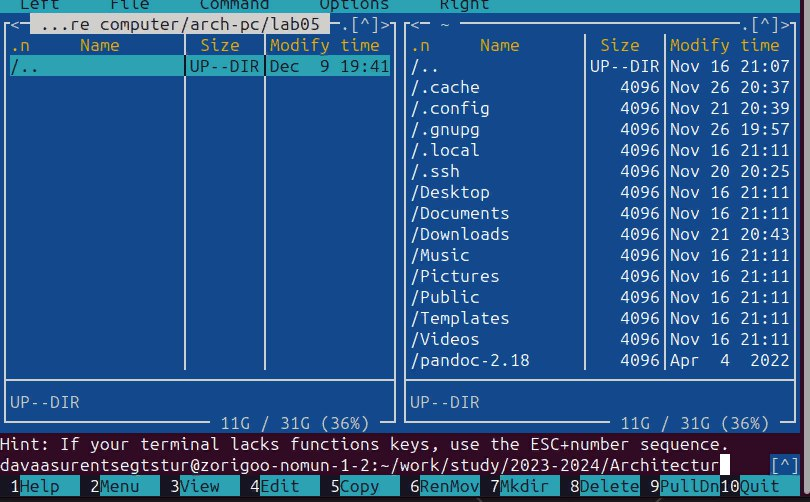 Left File Command Options Right
<- ...re computer/arch-pc/lab05 .[^]> <- ~ .[^]>
.n Name Size Modify time .n Name Size Modify time
/.. UP--DIR Dec 9 19:41 /.. UP--DIR Nov 16 21:07
/.cache 4096 Nov 26 20:37
/.config 4096 Nov 21 20:39
/.gnupg 4096 Nov 26 19:57
/.local 4096 Nov 16 21:11
/.ssh 4096 Nov 20 20:25
/Desktop 4096 Nov 16 21:11
/Documents 4096 Nov 16 21:11
/Downloads 4096 Nov 21 20:43
/Music 4096 Nov 16 21:11
/Pictures 4096 Nov 16 21:11
/Public 4096 Nov 16 21:11
/Templates 4096 Nov 16 21:11
/Videos 4096 Nov 16 21:11
/pandoc-2.18 4096 Apr 4 2022
UP--DIR UP--DIR
11G / 31G (36%) 11G / 31G (36%)
Hint: If your terminal lacks functions keys, use the ESC+number sequence.
davaasurentsegtstur@zorigoo-nomun-1-2:~/work/study/2023-2024/Architectur [^]
1Help 2Menu 3View 4Edit 5Copy 6RenMov 7Mkdir 8Delete 9PullDn 10Quit